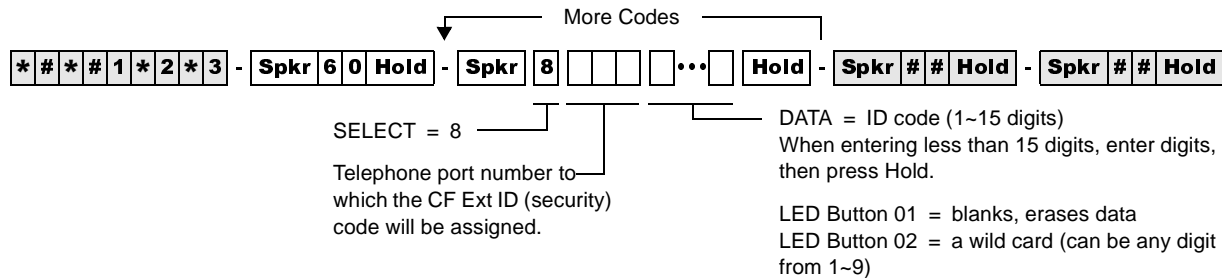 More Codes
*#*#1*2*3 - Spkr 6 0 Hold - Spkr 8 ••• Hold - Spkr # # Hold - Spkr # # Hold
SELECT = 8
Telephone port number to
which the CF Ext ID (security)
code will be assigned.
DATA = ID code (1~15 digits)
When entering less than 15 digits, enter digits,
then press Hold.
LED Button 01 = blanks, erases data
LED Button 02 = a wild card (can be any digit
from 1~9)